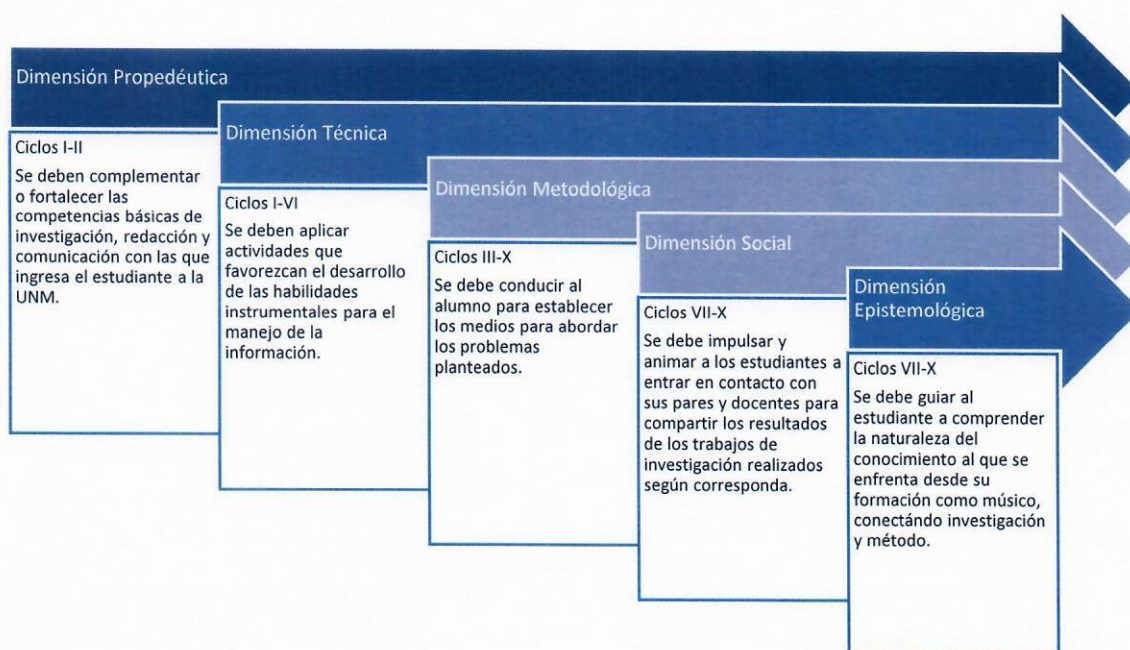 Dimensión Propedéutica
Ciclos I-II
Se deben complementar
o fortalecer las
competencias básicas de
investigación, redacción y
comunicación con las que
ingresa el estudiante a la
UNM.
Dimensión Técnica
Ciclos I-VI
Se deben aplicar
actividades que
favorezcan el desarrollo
de las habilidades
instrumentales para el
manejo de la
información.
Dimensión Metodológica
Ciclos III-X
Se debe conducir al
alumno para establecer
los medios para abordar
los problemas
planteados.
Dimensión Social
Ciclos VII-X
Se debe impulsar y
animar a los estudiantes a
entrar en contacto con
sus pares y docentes para
compartir los resultados
de los trabajos de
investigación realizados
según corresponda.
Dimensión
Epistemológica
Ciclos VII-X
Se debe guiar al
estudiante a comprender
la naturaleza del
conocimiento al que se
enfrenta desde su
formación como músico,
conectándo investigación
y método.